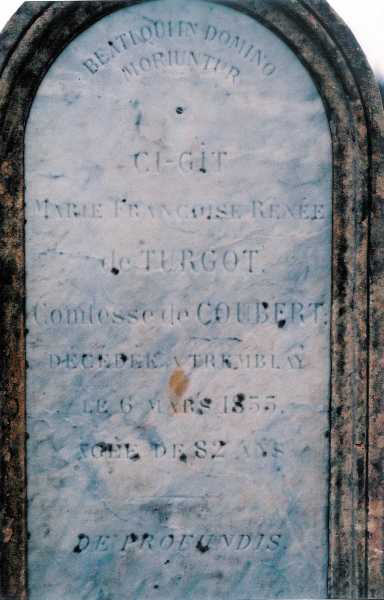 BEATI QUI IN DOMINO
MORIUNTUR
CI-GÎT
MARIE FRANÇOISE RENÉE
de TURGOT.
Comtesse de COUBERT.
DÉCÉDÉE A TREMBLAY
LE 6 MARS 1855.
AGÉE DE 82 ANS
DE PROFUNDIS.